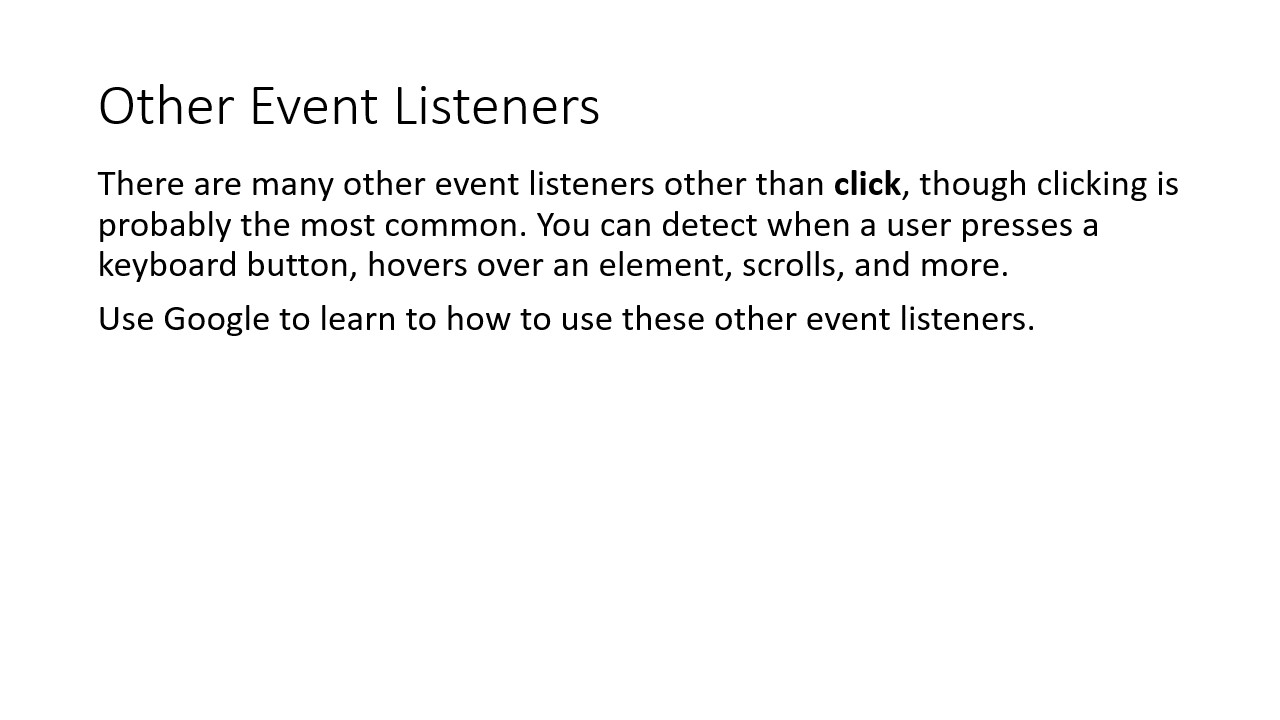 Other Event Listeners
There are many other event listeners other than click, though clicking is
probably the most common. You can detect when a user presses a
keyboard button, hovers over an element, scrolls, and more.
Use Google to learn to how to use these other event listeners.